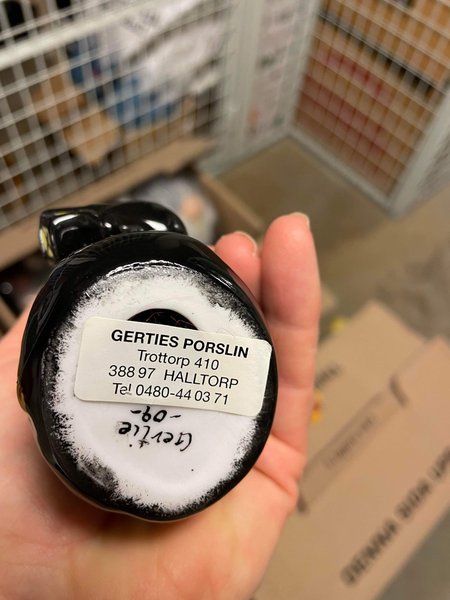 GERTIES PORSLIN
Trottorp 410
388 97 HALLTORP
Tel 0480-44 03 71
Gertie
-09-